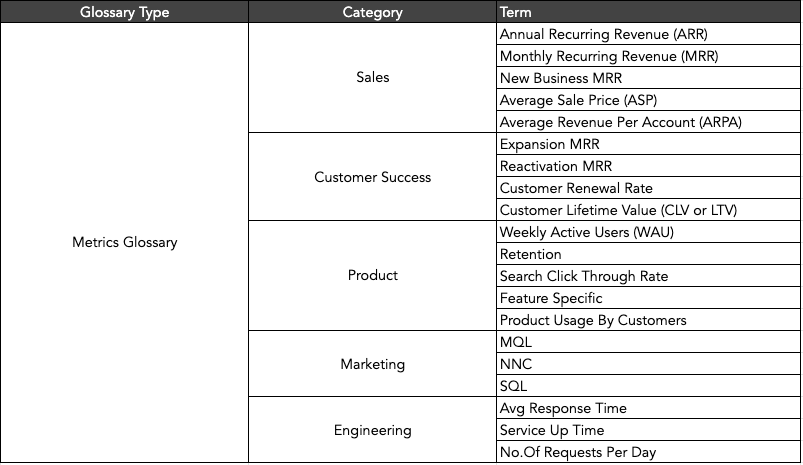 Glossary Type Category Term
Annual Recurring Revenue (ARR)
Monthly Recurring Revenue (MRR)
Sales New Business MRR
Average Sale Price (ASP)
Average Revenue Per Account (ARPA)
Expansion MRR
Reactivation MRR
Customer Success
Customer Renewal Rate
Customer Lifetime Value (CLV or LTV)
Weekly Active Users (WAU)
Metrics Glossary
Retention
Product Search Click Through Rate
Feature Specific
Product Usage By Customers
MQL
Marketing NNC
SQL
Avg Response Time
Engineering Service Up Time
No.Of Requests Per Day